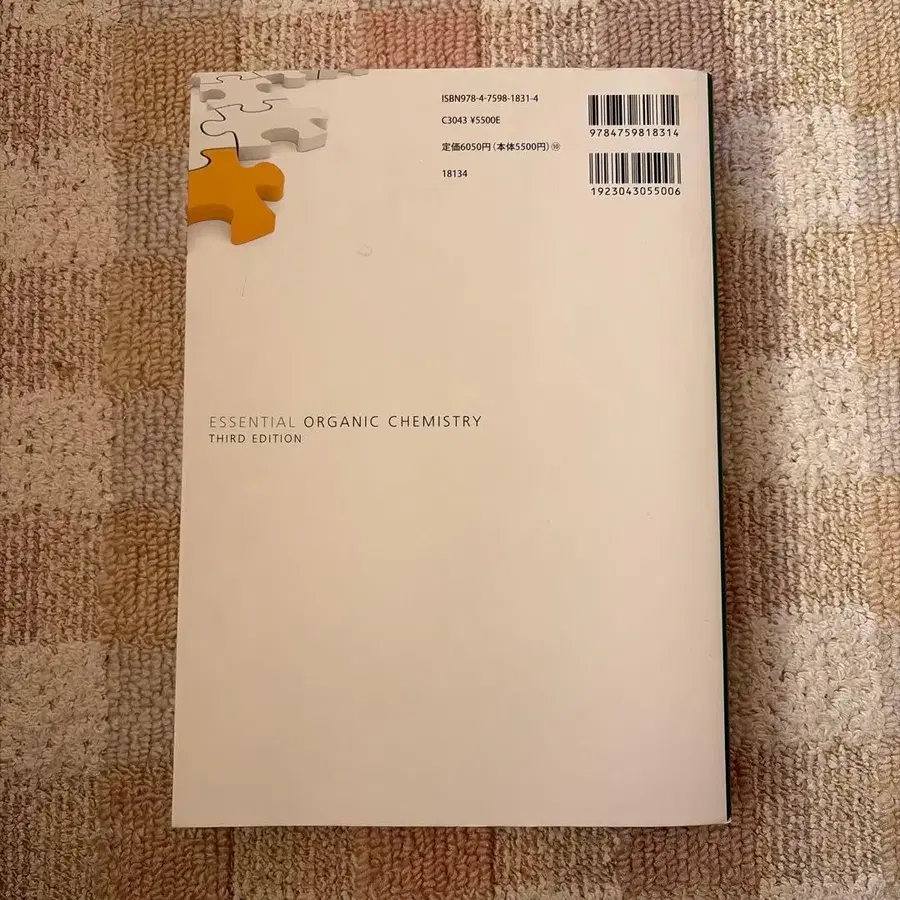 ISBN978-4-7598-1831-4
C3043 ¥5500E
定価6050円(本体5500円)⑩
18134
9784759818314
1923043055006
ESSENTIAL ORGANIC CHEMISTRY
THIRD EDITION